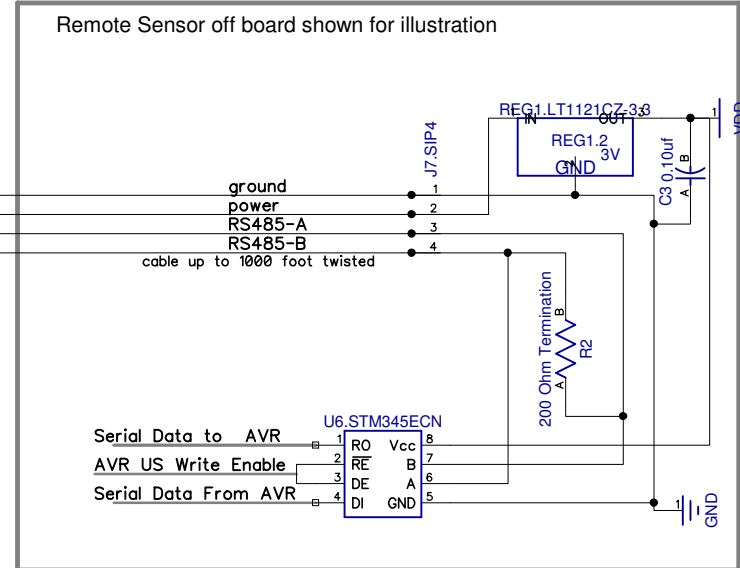 Remote Sensor off board shown for illustration
REG1.LT1121CZ-3.3
1 IN OUT 3
REG1.2
3V
2
GND
1
VDD
J7.SIP4
C3 0.10uf
B
A
ground 1
power 2
RS485-A 3
RS485-B 4
cable up to 1000 foot twisted
200 Ohm Termination
B
A
R2
U6.STM345ECN
Serial Data to AVR 1 RO Vcc 8
AVR US Write Enable 2 RE B 7
3 DE A 6
Serial Data From AVR 4 DI GND 5
1
GND